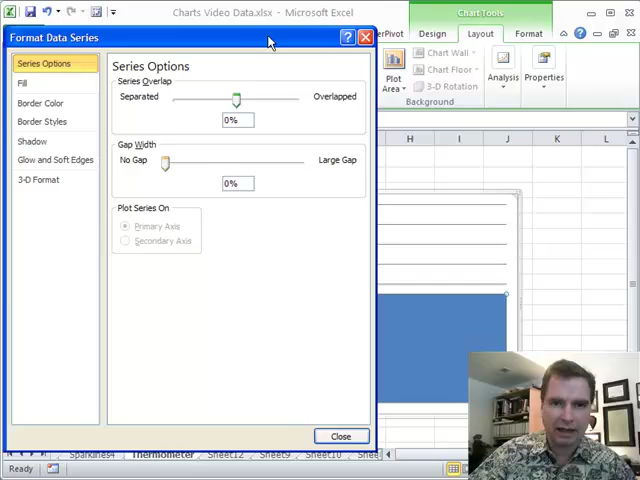 Charts Video Data.xlsx - Microsoft Excel
Chart Tools
Format Data Series
PivotPivot
Design
Layout
Format
Series Options
Fill
Border Color
Border Styles
Shadow
Glow and Soft Edges
3-D Format
Series Options
Series Overlap
Separated
Overlapped
0%
Gap Width
No Gap
Large Gap
0%
Plot Series On
Primary Axis
Secondary Axis
Close
Plot
Area
Chart Wall
Chart Floor
3-D Rotation
Background
Analysis
Properties
H I J K L
Sparklines4 Thermometer Sheet12 Sheet9 Sheet10
Ready